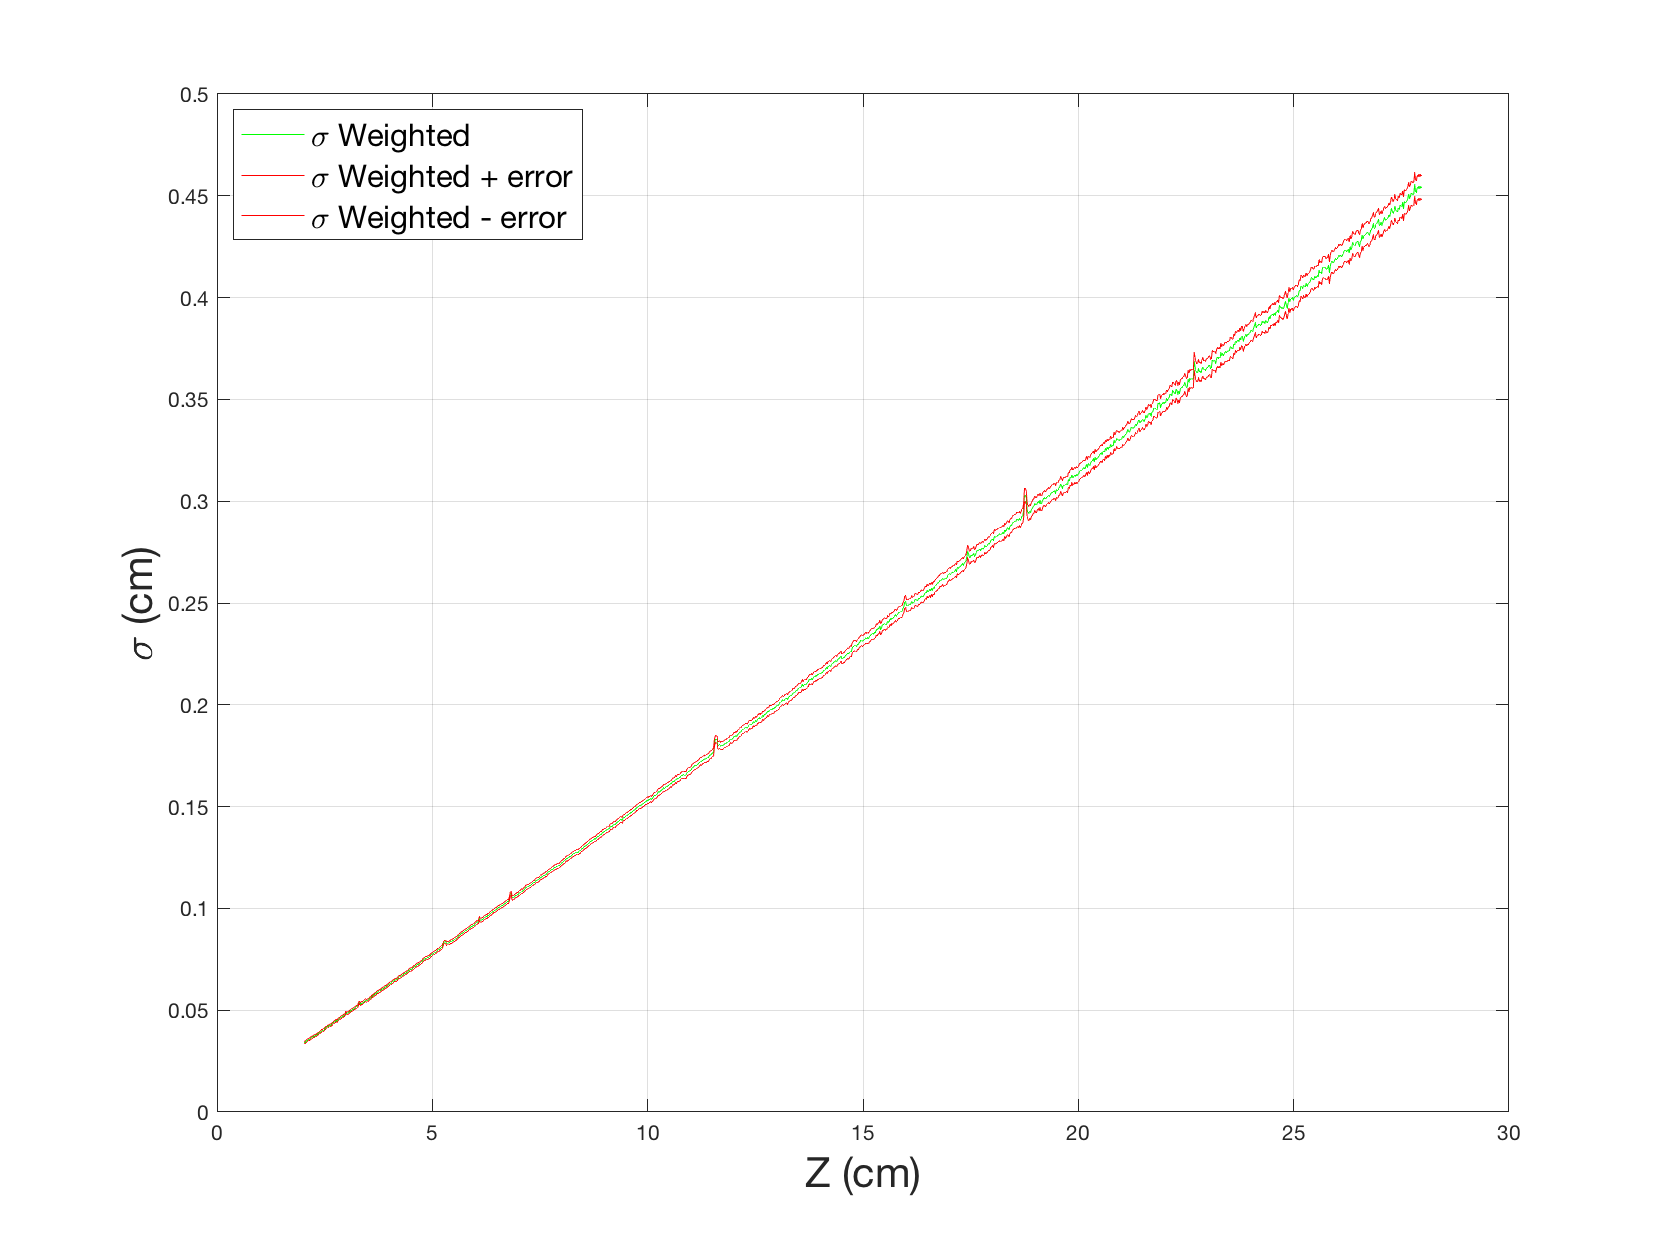 0.5
0.45
0.4
0.35
0.3
0.25
0.2
0.15
0.1
0.05
0
σ Weighted
σ Weighted + error
σ Weighted - error
σ (cm)
0 5 10 15 20 25 30
Z (cm)